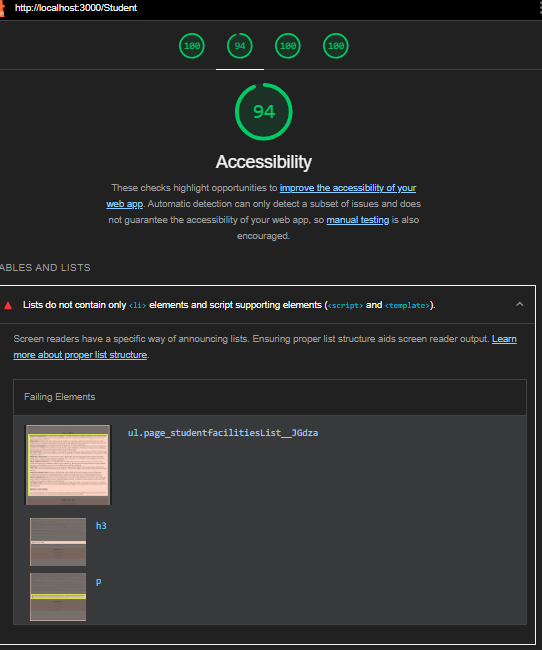 http://localhost:3000/Student
100 94 100 100
94
Accessibility
These checks highlight opportunities to improve the accessibility of your
web app. Automatic detection can only detect a subset of issues and does
not guarantee the accessibility of your web app, so manual testing is also
encouraged.
ABLES AND LISTS
Lists do not contain only <li> elements and script supporting elements (<script> and <template>).
Screen readers have a specific way of announcing lists. Ensuring proper list structure aids screen reader output. Learn
more about proper list structure.
Failing Elements
ul.page_studentfacilitiesList__JGdza
h3
p